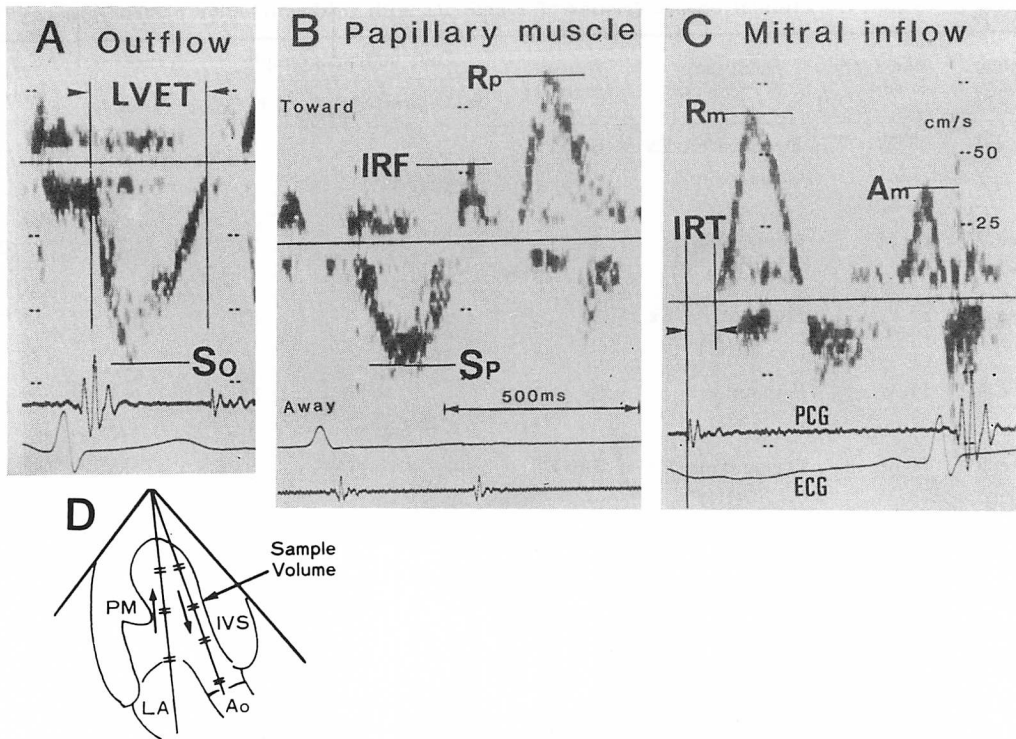 A Outflow
LVET
So
B Papillary muscle
Toward
Rp
IRF
Sp
500ms
Away
C Mitral inflow
Rm
cm/s
50
Am
25
IRT
PCG
ECG
D
Sample
Volume
PM
IVS
LA
Ao